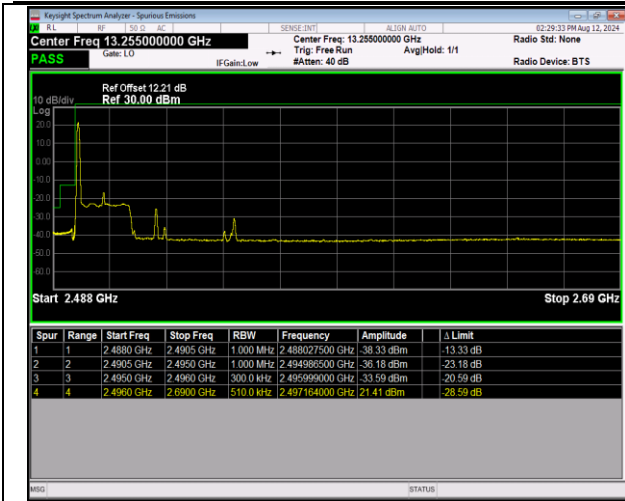 Keysight Spectrum Analyzer - Spurious Emissions
RL RF 50 Ω AC SENSE:INT ALIGN AUTO 02:29:33 PM Aug 12, 2024
Center Freq 13.255000000 GHz Center Freq: 13.255000000 GHz Radio Std: None
Gate: LO Trig: Free Run Avg|Hold: 1/1
PASS IFGain:Low #Atten: 40 dB Radio Device: BTS
Ref Offset 12.21 dB
10 dB/div Ref 30.00 dBm
Log
20.0
10.0
0.00
-10.0
-20.0
-30.0
-40.0
-50.0
-60.0
Start 2.488 GHz Stop 2.69 GHz
Spur Range Start Freq Stop Freq RBW Frequency Amplitude Δ Limit
1 1 2.4880 GHz 2.4905 GHz 1.000 MHz 2.488027500 GHz -38.33 dBm -13.33 dB
2 2 2.4905 GHz 2.4950 GHz 1.000 MHz 2.494986500 GHz -36.18 dBm -23.18 dB
3 3 2.4950 GHz 2.4960 GHz 300.0 kHz 2.495999000 GHz -33.59 dBm -20.59 dB
4 4 2.4960 GHz 2.6900 GHz 510.0 kHz 2.497164000 GHz 21.41 dBm -28.59 dB
MSG STATUS